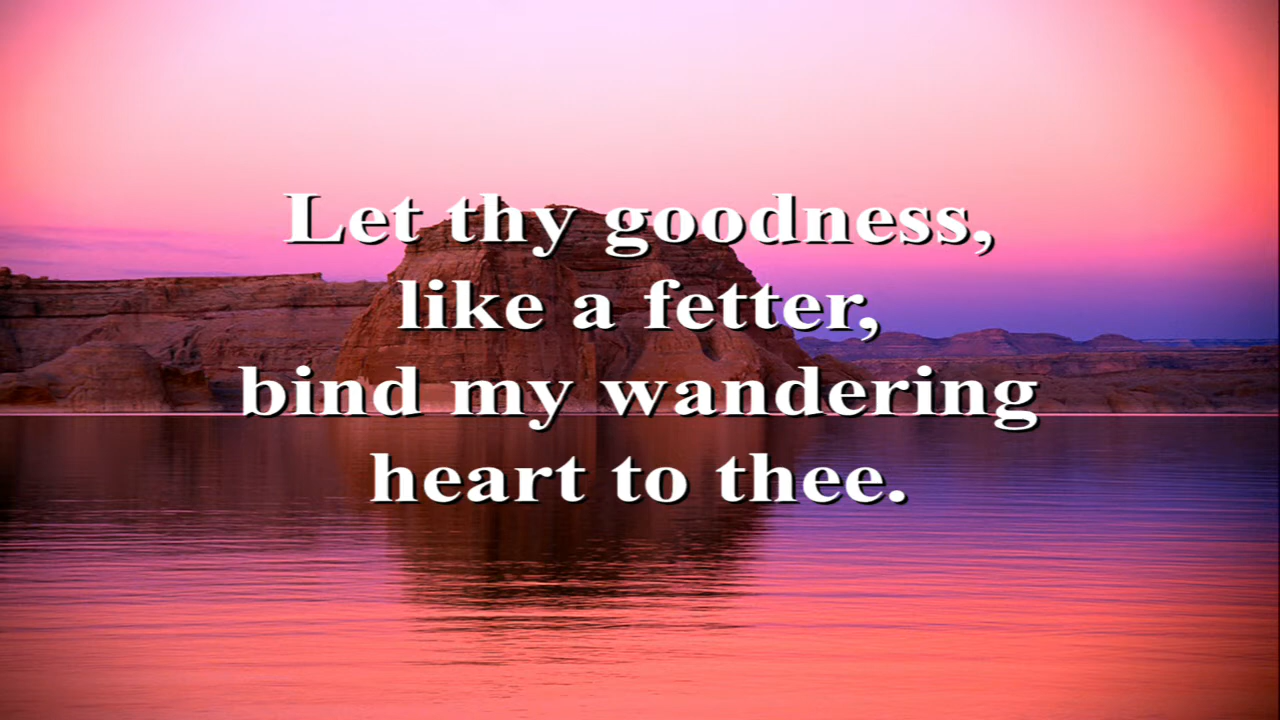 Let thy goodness,
like a fetter,
bind my wandering
heart to thee.